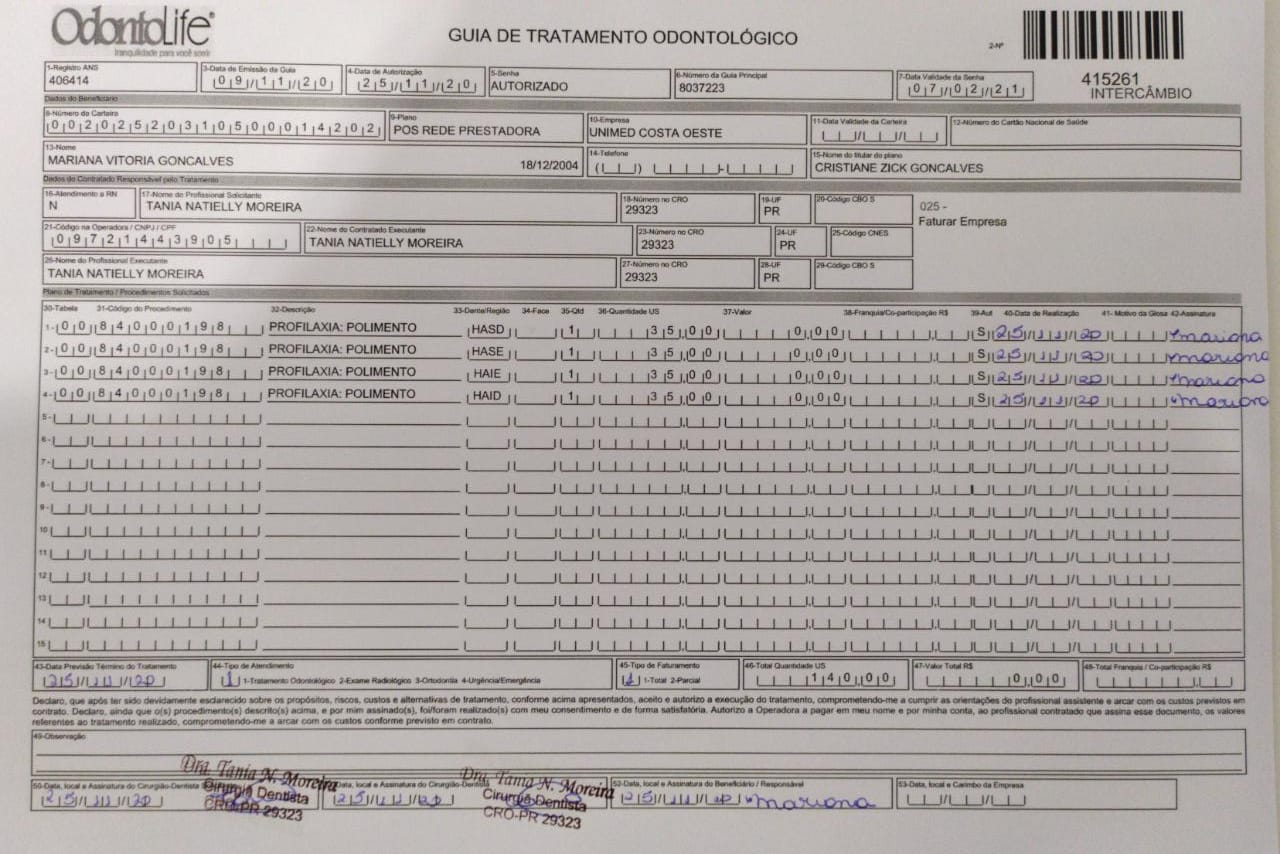 OdontoLife®
tranquilidade para você sorrir
GUIA DE TRATAMENTO ODONTOLÓGICO
2-Nº
415261
INTERCÂMBIO
1-Registro ANS 3-Data de Emissão da Guia 4-Data de Autorização 5-Senha 6-Número da Guia Principal 7-Data Validade da Senha
406414 09/11/20 25/11/20 AUTORIZADO 8037223 07/02/21
Dados do Beneficiário
8-Número da Carteira 9-Plano 10-Empresa 11-Data Validade da Carteira 12-Número do Cartão Nacional de Saúde
00202520310500014202 POS REDE PRESTADORA UNIMED COSTA OESTE
13-Nome 14-Telefone 15-Nome do titular do plano
MARIANA VITORIA GONCALVES 18/12/2004 CRISTIANE ZICK GONCALVES
Dados do Contratado Responsável pelo Tratamento
16-Atendimento a RN 17-Nome do Profissional Solicitante 18-Número no CRO 19-UF 20-Código CBO S
N TANIA NATIELLY MOREIRA 29323 PR
025 -
Faturar Empresa
21-Código na Operadora / CNPJ / CPF 22-Nome do Contratado Executante 23-Número no CRO 24-UF 25-Código CNES
09721443905 TANIA NATIELLY MOREIRA 29323 PR
26-Nome do Profissional Executante 27-Número no CRO 28-UF 29-Código CBO S
TANIA NATIELLY MOREIRA 29323 PR
Plano de Tratamento / Procedimentos Solicitados
30-Tabela 31-Código do Procedimento 32-Descrição 33-Dente/Região 34-Face 35-Qtd 36-Quantidade US 37-Valor 38-Franquia/Co-participação R$ 39-Aut 40-Data de Realização 41- Motivo da Glosa 42-Assinatura
1- 00 84000198 PROFILAXIA: POLIMENTO HASD 1 35,00 0,00 S 25/11/20 Mariana
2- 00 84000198 PROFILAXIA: POLIMENTO HASE 1 35,00 0,00 S 25/11/20 Mariana
3- 00 84000198 PROFILAXIA: POLIMENTO HAIE 1 35,00 0,00 S 25/11/20 Mariana
4- 00 84000198 PROFILAXIA: POLIMENTO HAID 1 35,00 0,00 S 25/11/20 Mariana
5-
6-
7-
8-
9-
10
11
12
13
14
15
43-Data Previsão Término do Tratamento 44-Tipo de Atendimento 45-Tipo de Faturamento 46-Total Quantidade US 47-Valor Total R$ 48-Total Franquia / Co-participação R$
25/11/20 1 1-Tratamento Odontológico 2-Exame Radiológico 3-Ortodontia 4-Urgência/Emergência 1 1-Total 2-Parcial 140,00 0,00
Declaro, que após ter sido devidamente esclarecido sobre os propósitos, riscos, custos e alternativas de tratamento, conforme acima apresentados, aceito e autorizo a execução do tratamento, comprometendo-me a cumprir as orientações do profissional assistente e arcar com os custos previstos em
contrato. Declaro, ainda que o(s) procedimento(s) descrito(s) acima, e por mim assinado(s), foi/foram realizado(s) com meu consentimento e de forma satisfatória. Autorizo a Operadora a pagar em meu nome e por minha conta, ao profissional contratado que assina esse documento, os valores
referentes ao tratamento realizado, comprometendo-me a arcar com os custos conforme previsto em contrato.
49-Observação
Dra. Tania N. Moreira Dra. Tania N. Moreira
50-Data, local e Assinatura do Cirurgião-Dentista Data, local e Assinatura do Cirurgião-Dentista 52-Data, local e Assinatura do Beneficiário / Responsável 53-Data, local e Carimbo da Empresa
25/11/20 Cirurgiã Dentista 25/11/20 Cirurgiã Dentista 25/11/20 Mariana
CRO-PR 29323 CRO-PR 29323